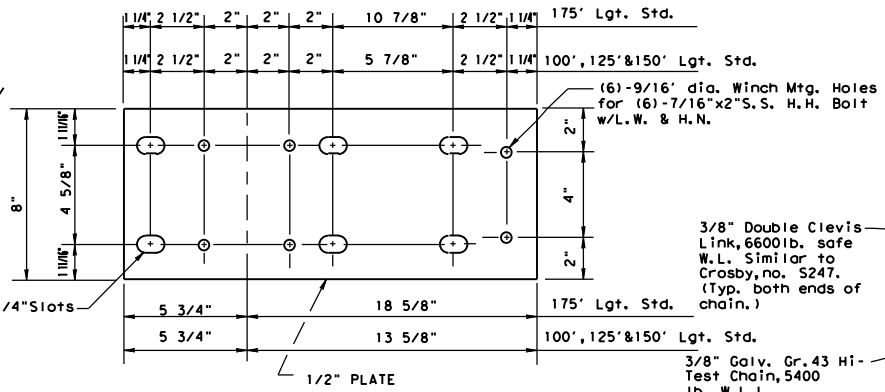 1 1/4" 2 1/2" 2" 2" 2" 10 7/8" 2 1/2" 1 1/4" 175' Lgt. Std.
1 1/4" 2 1/2" 2" 2" 2" 5 7/8" 2 1/2" 1 1/4" 100',125'&150' Lgt. Std.
(6)-9/16' dia. Winch Mtg. Holes
for (6)-7/16"x2"S.S. H.H. Bolt
w/L.W. & H.N.
8"
1 11/16"
4 5/8"
1 11/16"
2"
4"
2"
/4"Slots
3/8" Double Clevis
Link,6600lb. safe
W.L. Similar to
Crosby,no. S247.
(Typ. both ends of
chain.)
5 3/4" 18 5/8" 175' Lgt. Std.
5 3/4" 13 5/8" 100',125'&150' Lgt. Std.
1/2" PLATE
3/8" Galv. Gr.43 Hi-
Test Chain,5400
lb. W.L.L.